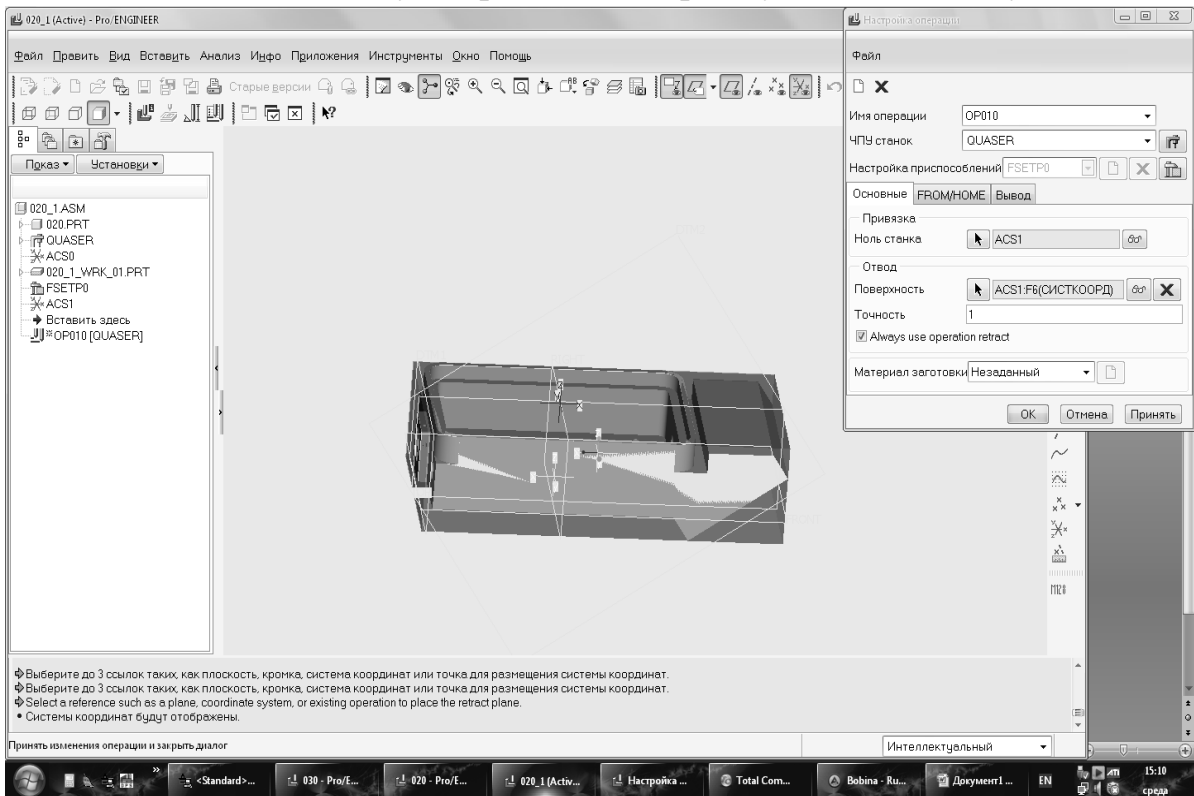 020_1 (Active) - Pro/ENGINEER
Файл Править Вид Вставить Анализ Инфо Приложения Инструменты Окно Помощь
Старые версии
Показ Установки
020_1.ASM
020.PRT
QUASER
ACS0
020_1_WRK_01.PRT
FSETP0
ACS1
Вставить здесь
OP010 [QUASER]
Настройка операции
Файл
Имя операции OP010
ЧПУ станок QUASER
Настройка приспособлений FSETP0
Основные FROM/HOME Вывод
Привязка
Ноль станка ACS1
Отвод
Поверхность ACS1:F6(СИСТКООРД)
Точность 1
Always use operation retract
Материал заготовки Незаданный
OK Отмена Принять
Выберите до 3 ссылок таких, как плоскость, кромка, система координат или точка для размещения системы координат.
Выберите до 3 ссылок таких, как плоскость, кромка, система координат или точка для размещения системы координат.
Select a reference such as a plane, coordinate system, or existing operation to place the retract plane.
Системы координат будут отображены.
Принять изменения операции и закрыть диалог
Интеллектуальный
<Standard>... 030 - Pro/E... 020 - Pro/E... 020_1 (Activ... Настройка ... Total Com... Bobina - Ru... Документ1 ... EN 15:10
среда